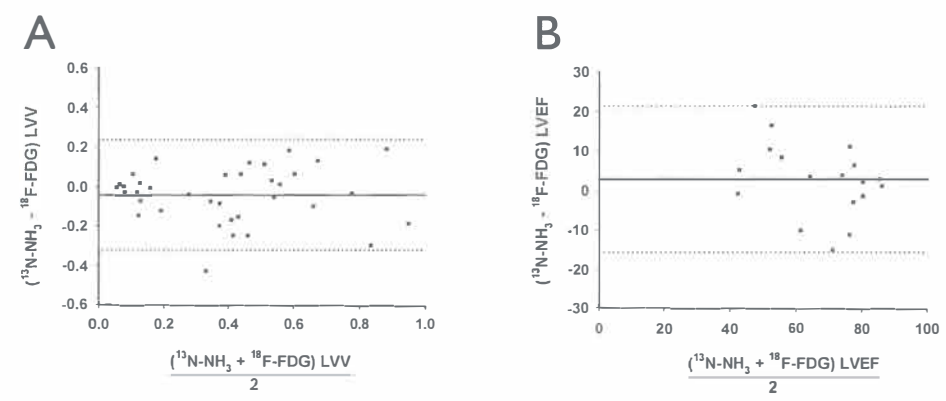 A
(¹³N-NH₃ - ¹⁸F-FDG) LVV
0.6
0.4
0.2
0.0
-0.2
-0.4
-0.6
0.0 0.2 0.4 0.6 0.8 1.0
(¹³N-NH₃ + ¹⁸F-FDG) LVV
2
B
(¹³N-NH₃ - ¹⁸F-FDG) LVEF
30
20
10
0
-10
-20
-30
0 20 40 60 80 100
(¹³N-NH₃ + ¹⁸F-FDG) LVEF
2